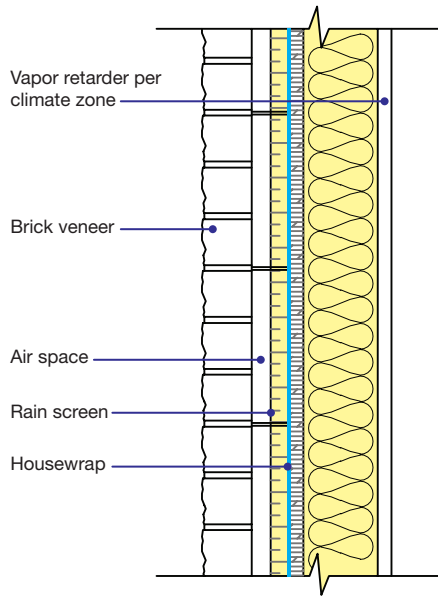 Vapor retarder per
climate zone
Brick veneer
Air space
Rain screen
Housewrap